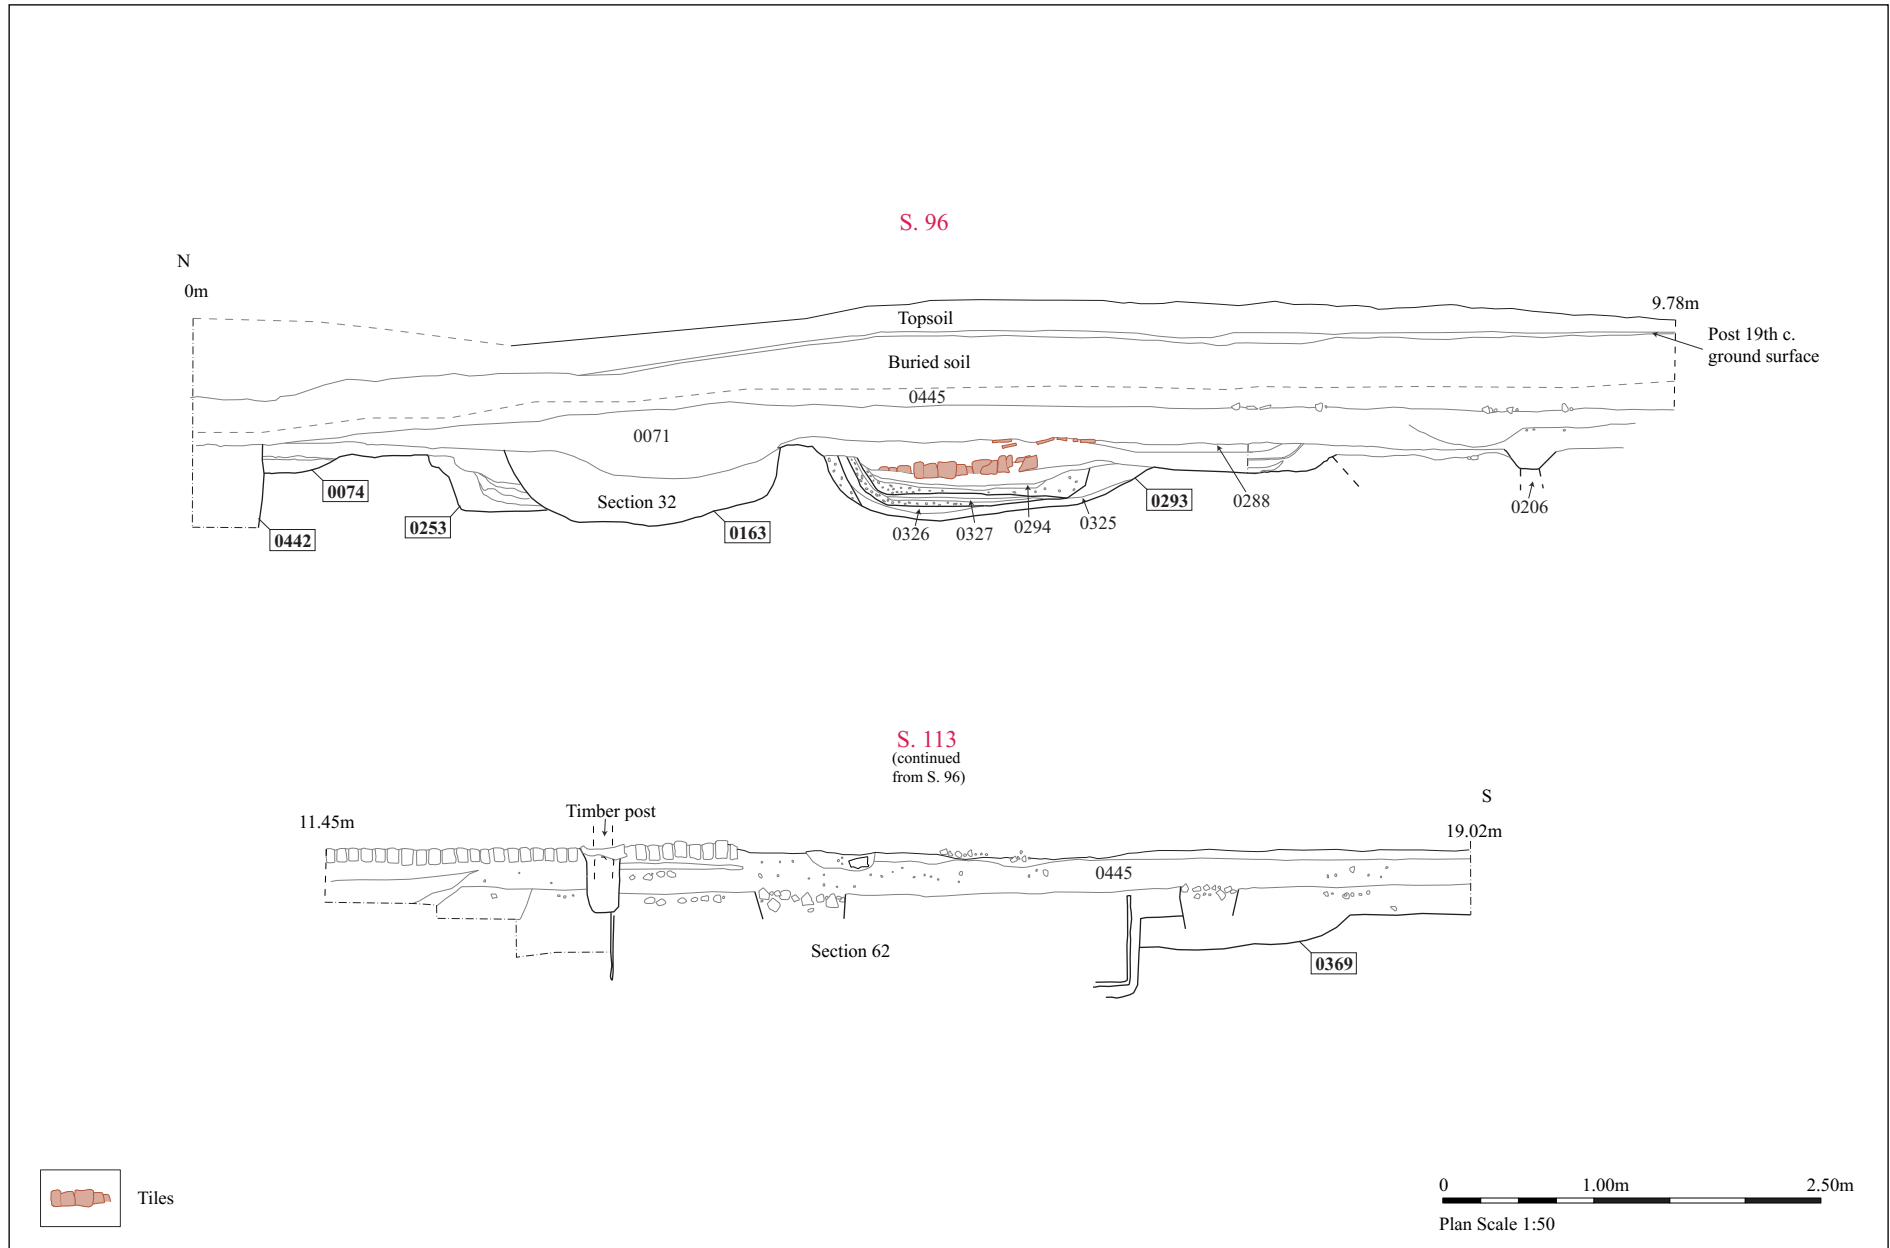 S. 96
N
0m
9.78m
Topsoil
Post 19th c.
ground surface
Buried soil
0445
0071
Section 32
0074
0253
0442
0163
0326
0327
0294
0325
0293
0288
0206
S. 113
(continued
from S. 96)
S
Timber post
11.45m
19.02m
0445
Section 62
0369
Tiles
0 1.00m 2.50m
Plan Scale 1:50